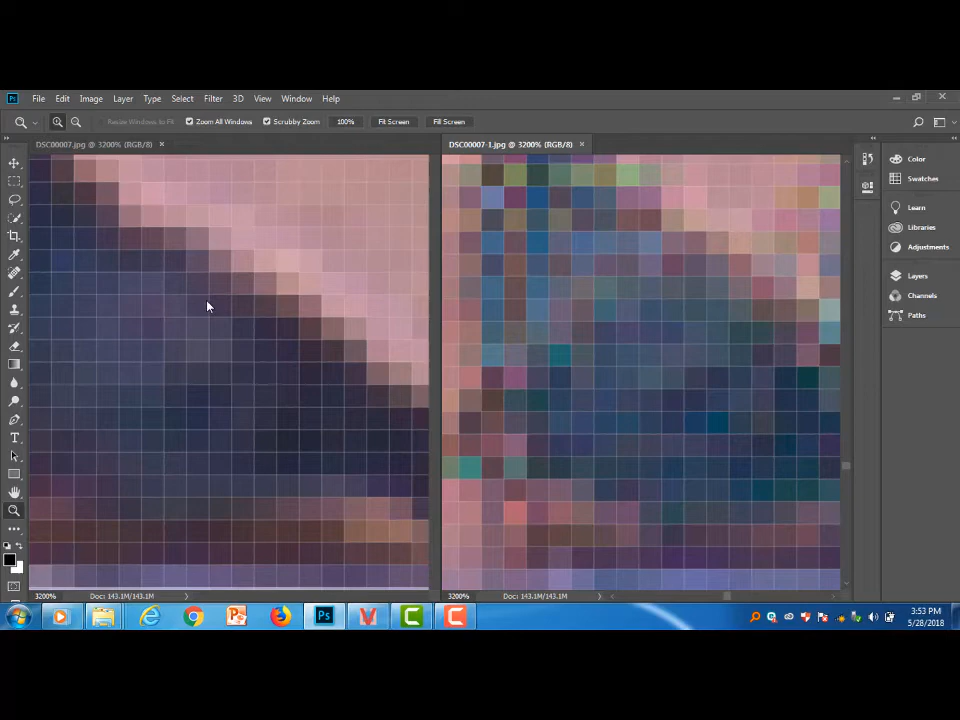 Ps File Edit Image Layer Type Select Filter 3D View Window Help
Resize Windows to Fit Zoom All Windows Scrubby Zoom 100% Fit Screen Fit Screen
DSC00007.jpg @ 3200% (RGB/8) ×
DSC00007-1.jpg @ 3200% (RGB/8) ×
Color
Swatches
Learn
Libraries
Adjustments
Layers
Channels
Paths
3200% Doc: 143.1M/143.1M
3200% Doc: 143.1M/143.1M
3:53 PM
5/28/2018